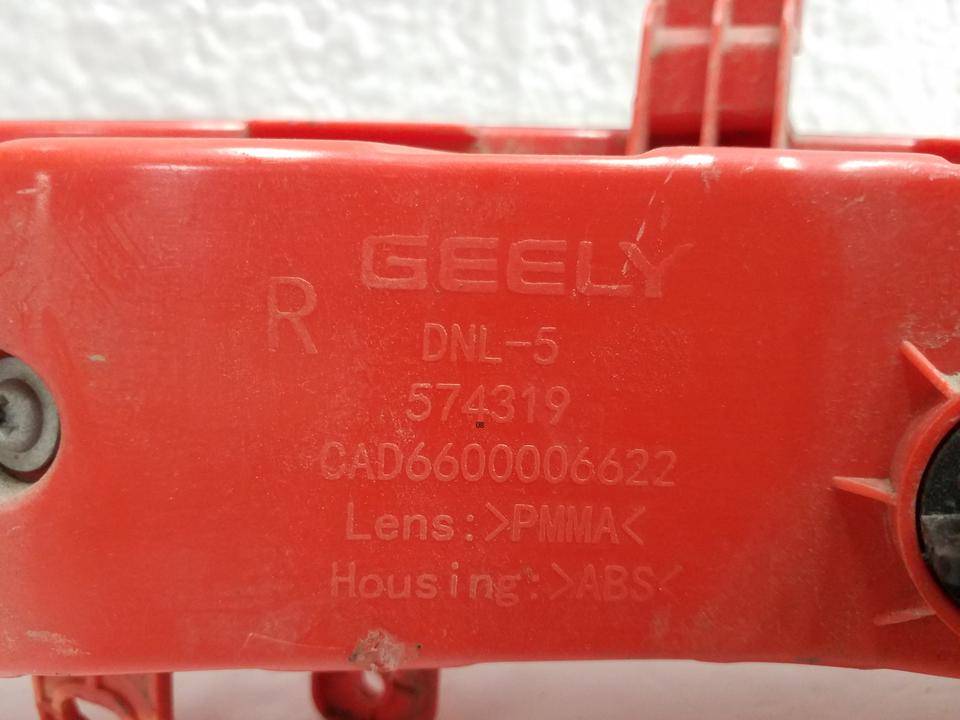 GEELY
R
DNL-5
574319
CAD6600006622
Lens:>PMMA<
Housing:>ABS<